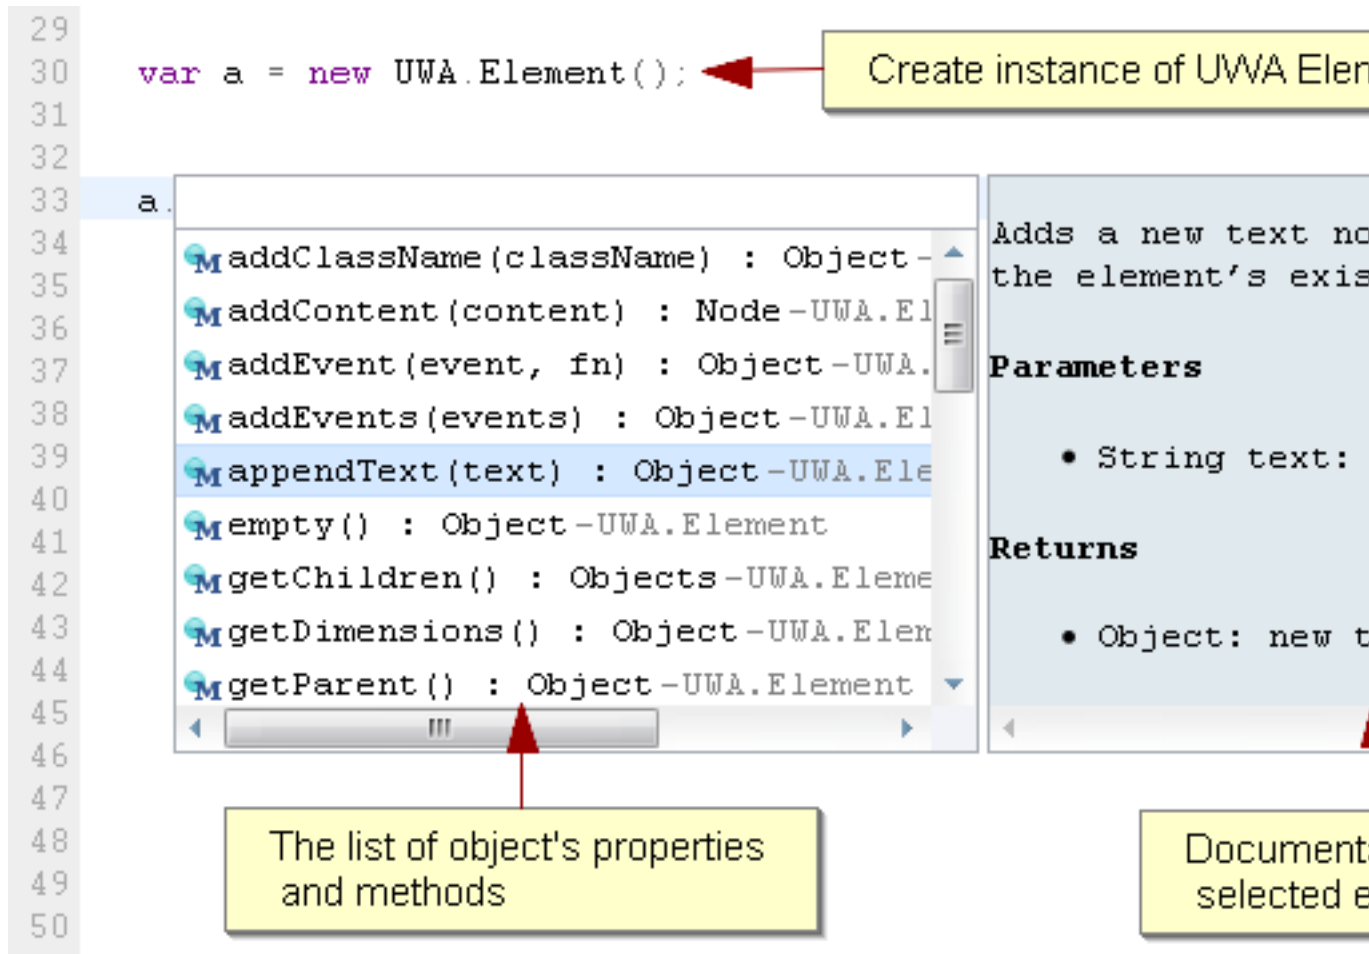 29
30 var a = new UWA.Element();
Create instance of UWA
31
32
33 a.
34
35
36
37
38
39
40
41
42
43
44
45
46
47
48
49
50
addClassName(className) : Object-
addContent(content) : Node-UWA.El
addEvent(event, fn) : Object-UWA.
addEvents(events) : Object-UWA.El
appendText(text) : Object-UWA.Ele
empty() : Object-UWA.Element
getChildren() : Objects-UWA.Eleme
getDimensions() : Object-UWA.Elem
getParent() : Object-UWA.Element
Adds a new text
the element's
Parameters
• String text:
Returns
• Object: new
The list of object's properties
and methods
selected